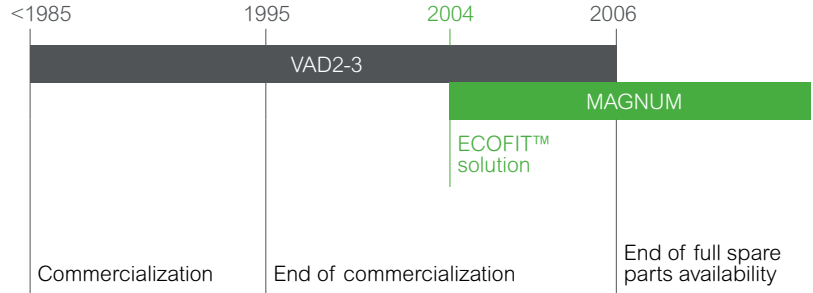 <1985 1995 2004 2006
VAD2-3
MAGNUM
ECOFIT™
solution
Commercialization
End of commercialization
End of full spare
parts availability